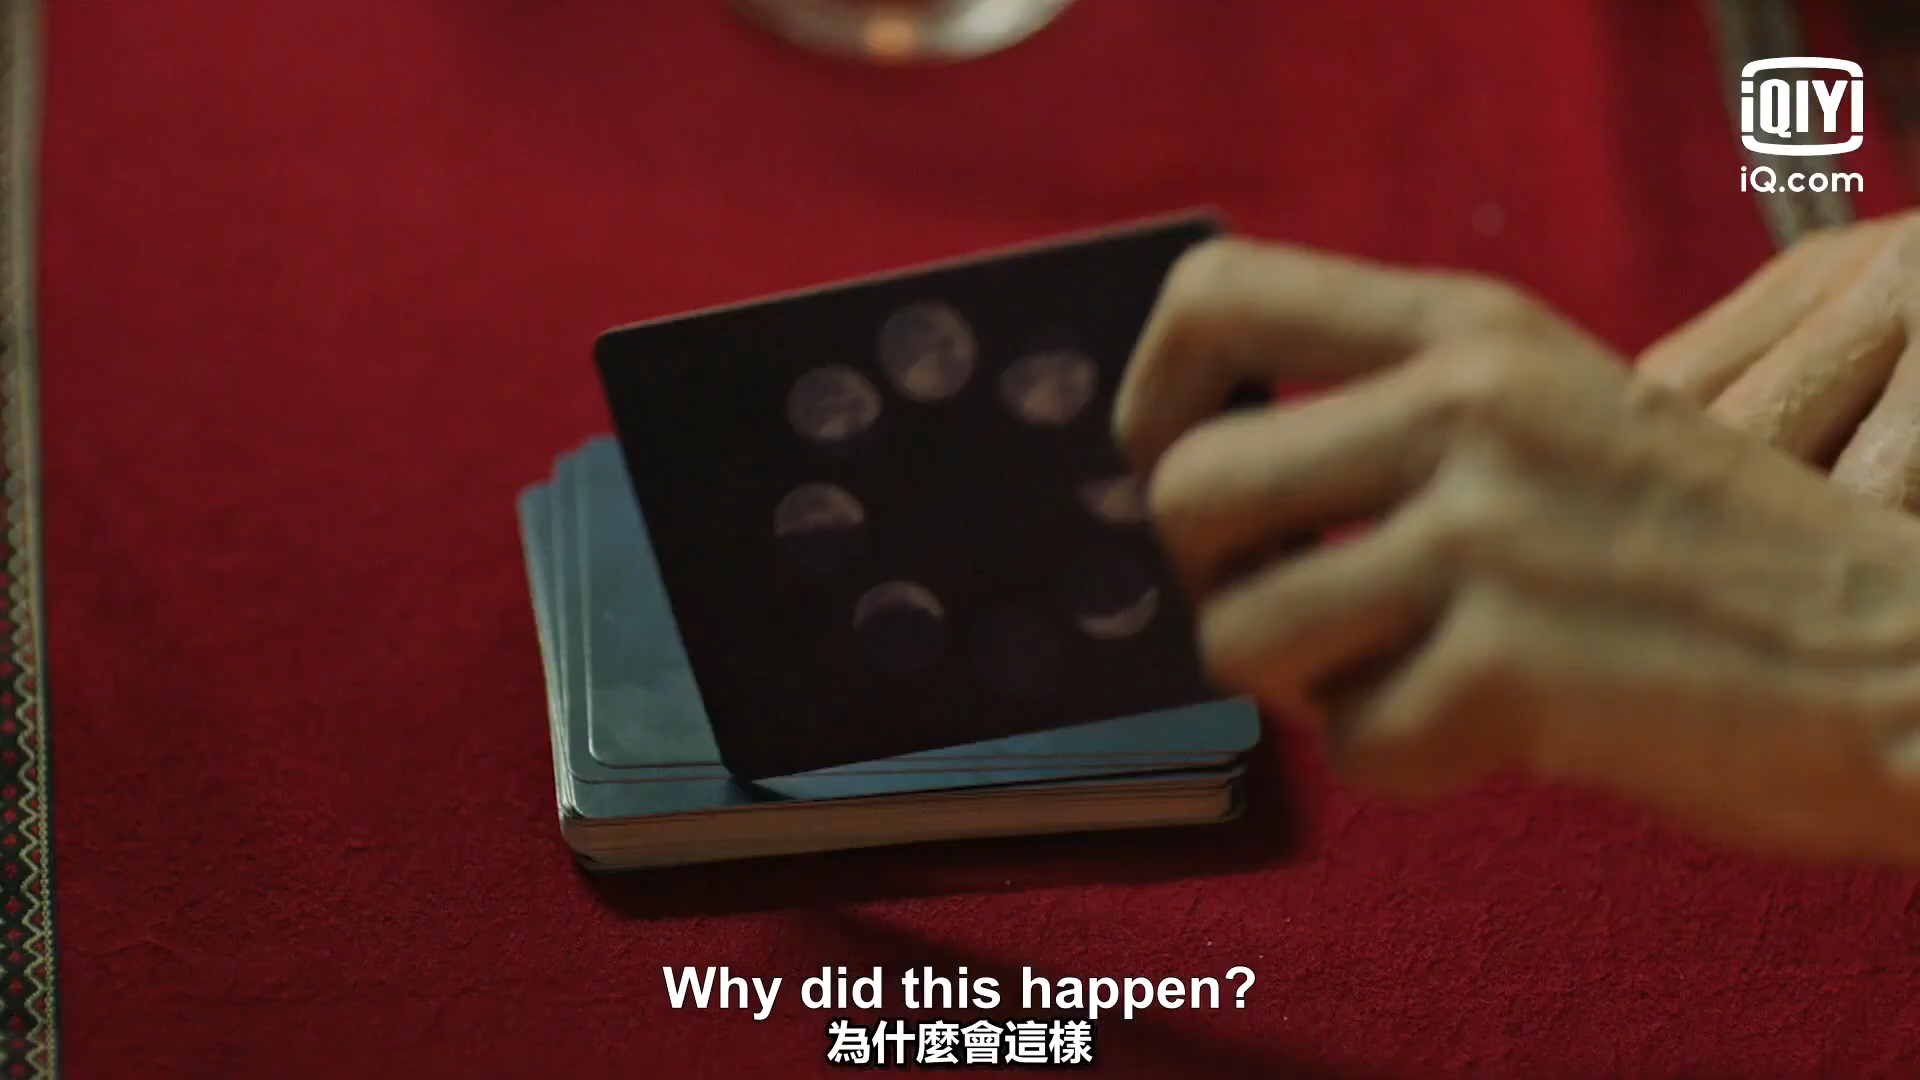 iQIYI
iQ.com
Why did this happen?
為什麼會這樣